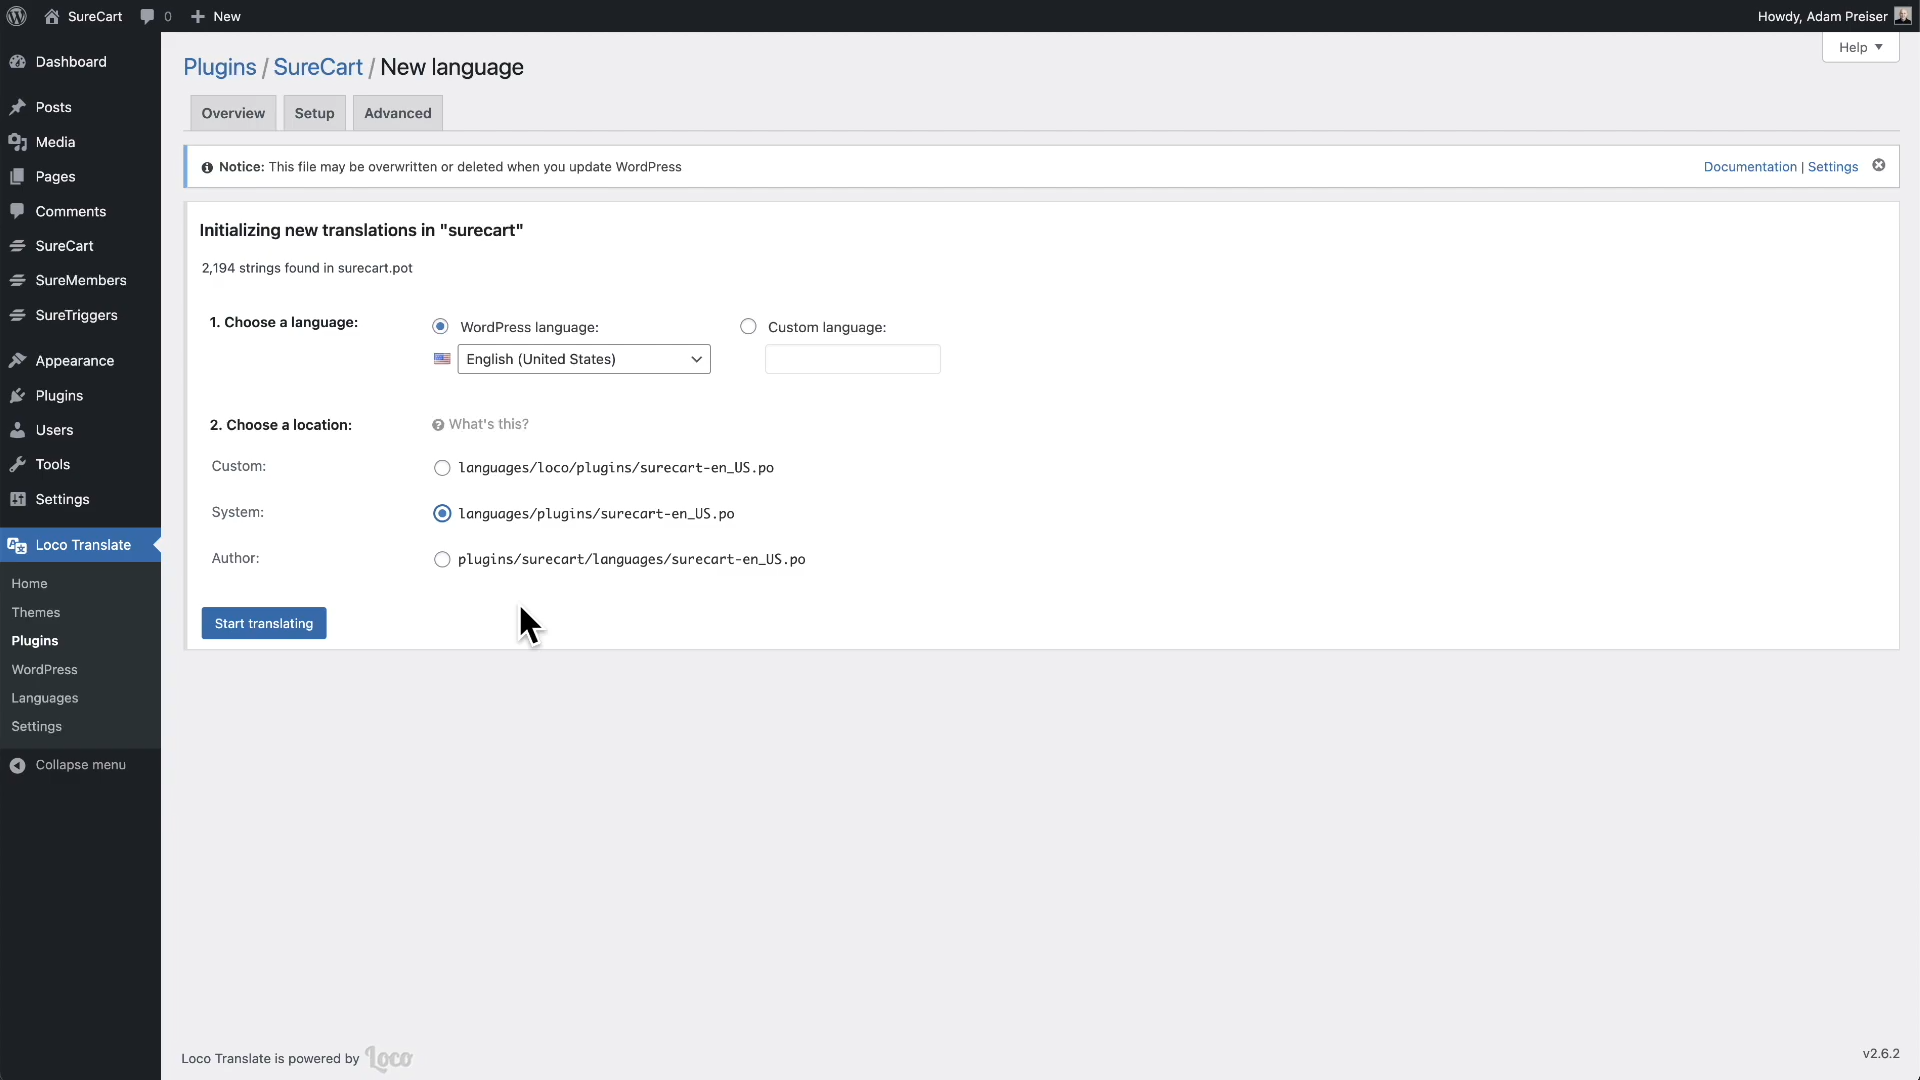 SureCart
0
New
Howdy, Adam Preiser
Dashboard
Posts
Media
Pages
Comments
SureCart
SureMembers
SureTriggers
Appearance
Plugins
Users
Tools
Settings
Loco Translate
Home
Themes
Plugins
WordPress
Languages
Settings
Collapse menu
Help
Plugins / SureCart / New language
Overview
Setup
Advanced
Notice: This file may be overwritten or deleted when you update WordPress
Documentation | Settings
Initializing new translations in "surecart"
2,194 strings found in surecart.pot
1. Choose a language:
WordPress language:
Custom language:
English (United States)
2. Choose a location:
What's this?
Custom:
languages/loco/plugins/surecart-en_US.po
System:
languages/plugins/surecart-en_US.po
Author:
plugins/surecart/languages/surecart-en_US.po
Start translating
Loco Translate is powered by Loco
v2.6.2